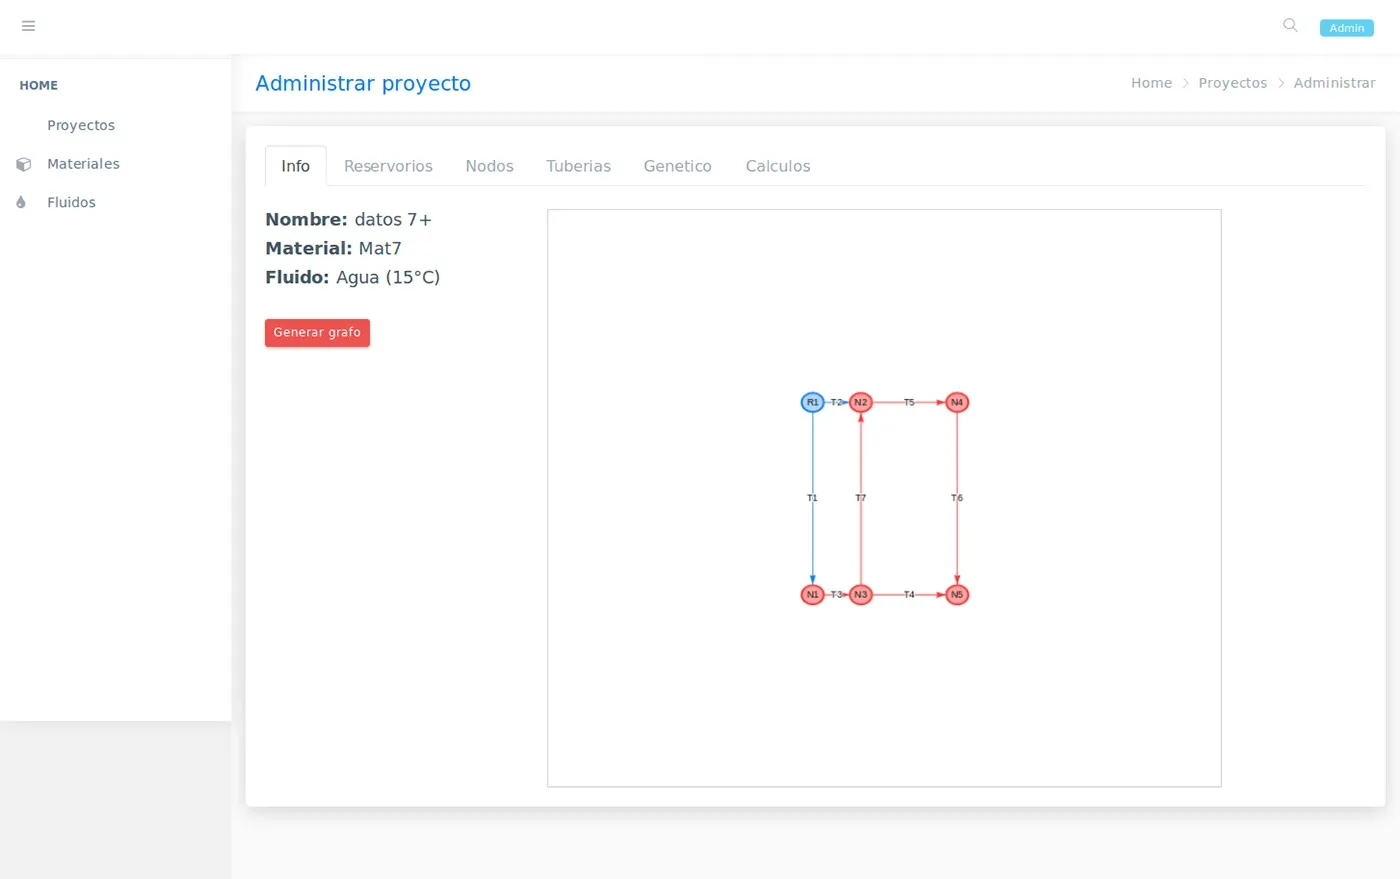 Admin
HOME
Proyectos
Materiales
Fluidos
Administrar proyecto
Home Proyectos Administrar
Info Reservorios Nodos Tuberias Genetico Calculos
Nombre: datos 7+
Material: Mat7
Fluido: Agua (15°C)
Generar grafo
R1 T2 N2 T5 N4
T1 T7 T6
N1 T3 N3 T4 N5